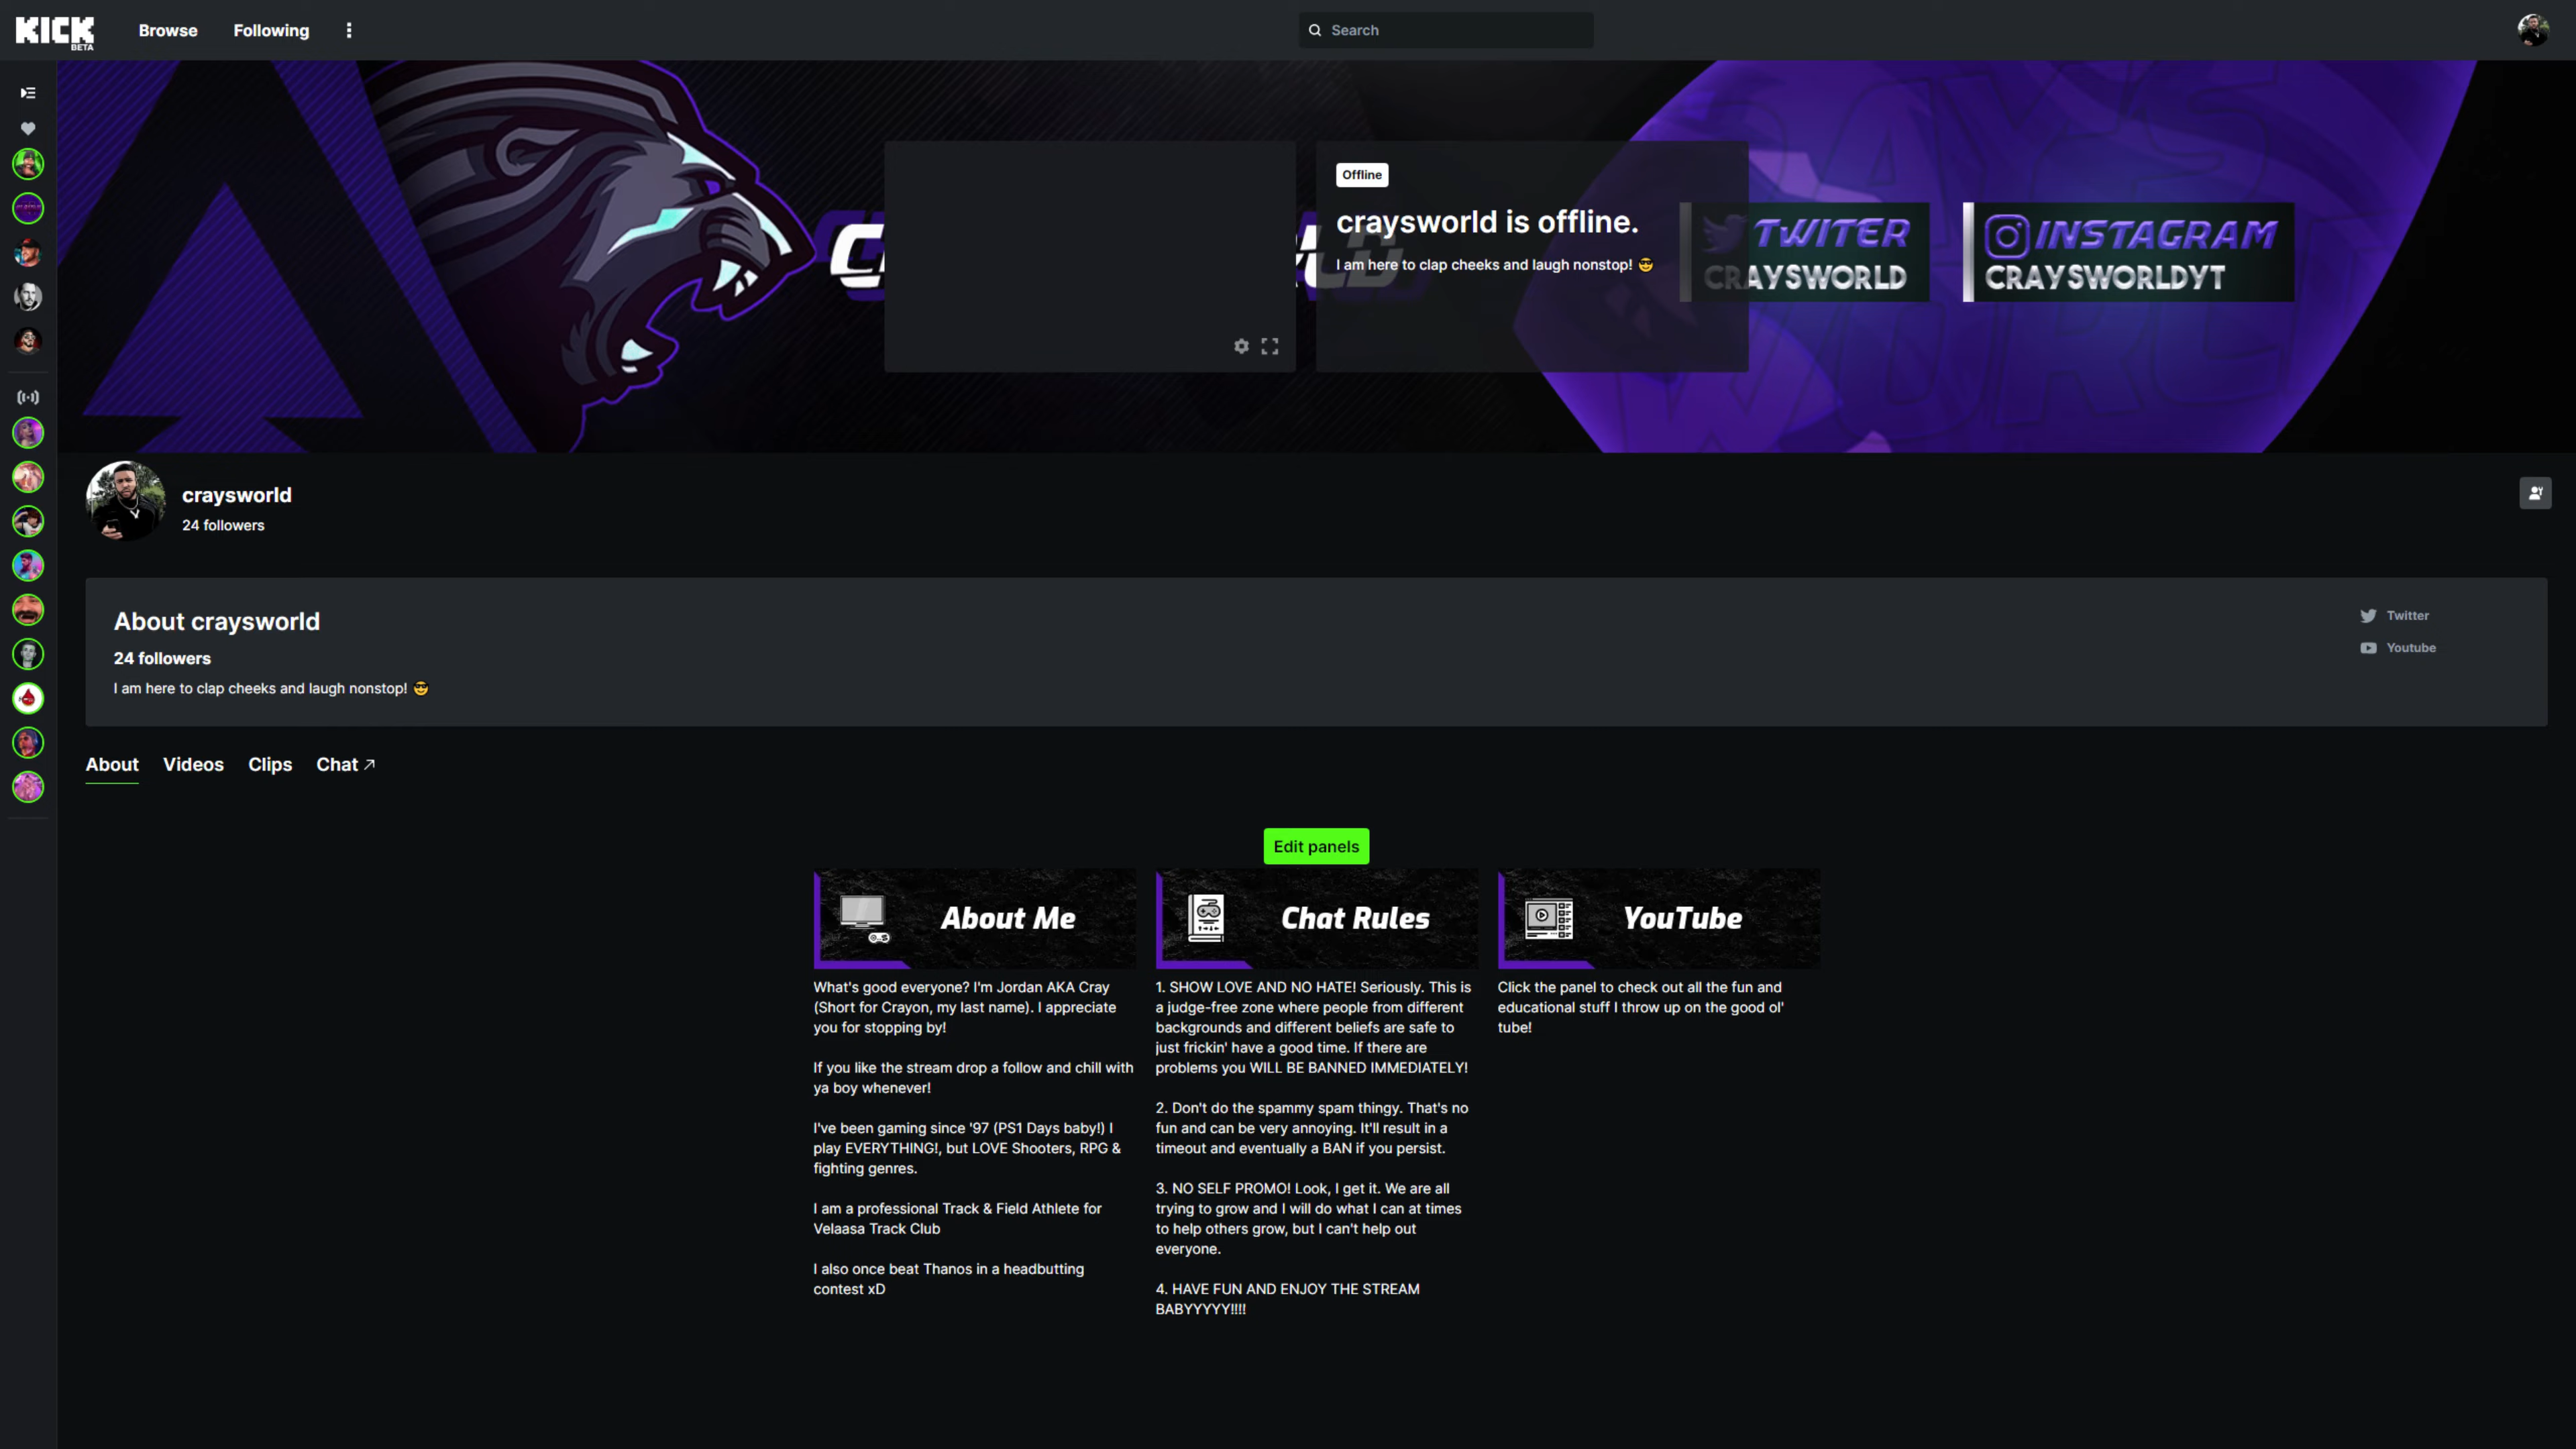 KICK
BETA
Browse
Following
Search
Offline
craysworld is offline.
I am here to clap cheeks and laugh nonstop! 😎
TWITER
CRAYSWORLD
INSTAGRAM
CRAYSWORLDYT
craysworld
24 followers
About craysworld
24 followers
I am here to clap cheeks and laugh nonstop! 😎
Twitter
Youtube
About
Videos
Clips
Chat
Edit panels
About Me
What's good everyone? I'm Jordan AKA Cray
(Short for Crayon, my last name). I appreciate
you for stopping by!
If you like the stream drop a follow and chill with
ya boy whenever!
I've been gaming since '97 (PS1 Days baby!) I
play EVERYTHING!, but LOVE Shooters, RPG &
fighting genres.
I am a professional Track & Field Athlete for
Velaasa Track Club
I also once beat Thanos in a headbutting
contest xD
Chat Rules
1. SHOW LOVE AND NO HATE! Seriously. This is
a judge-free zone where people from different
backgrounds and different beliefs are safe to
just frickin' have a good time. If there are
problems you WILL BE BANNED IMMEDIATELY!
2. Don't do the spammy spam thingy. That's no
fun and can be very annoying. It'll result in a
timeout and eventually a BAN if you persist.
3. NO SELF PROMO! Look, I get it. We are all
trying to grow and I will do what I can at times
to help others grow, but I can't help out
everyone.
4. HAVE FUN AND ENJOY THE STREAM
BABYYYYY!!!!
YouTube
Click the panel to check out all the fun and
educational stuff I throw up on the good ol'
tube!